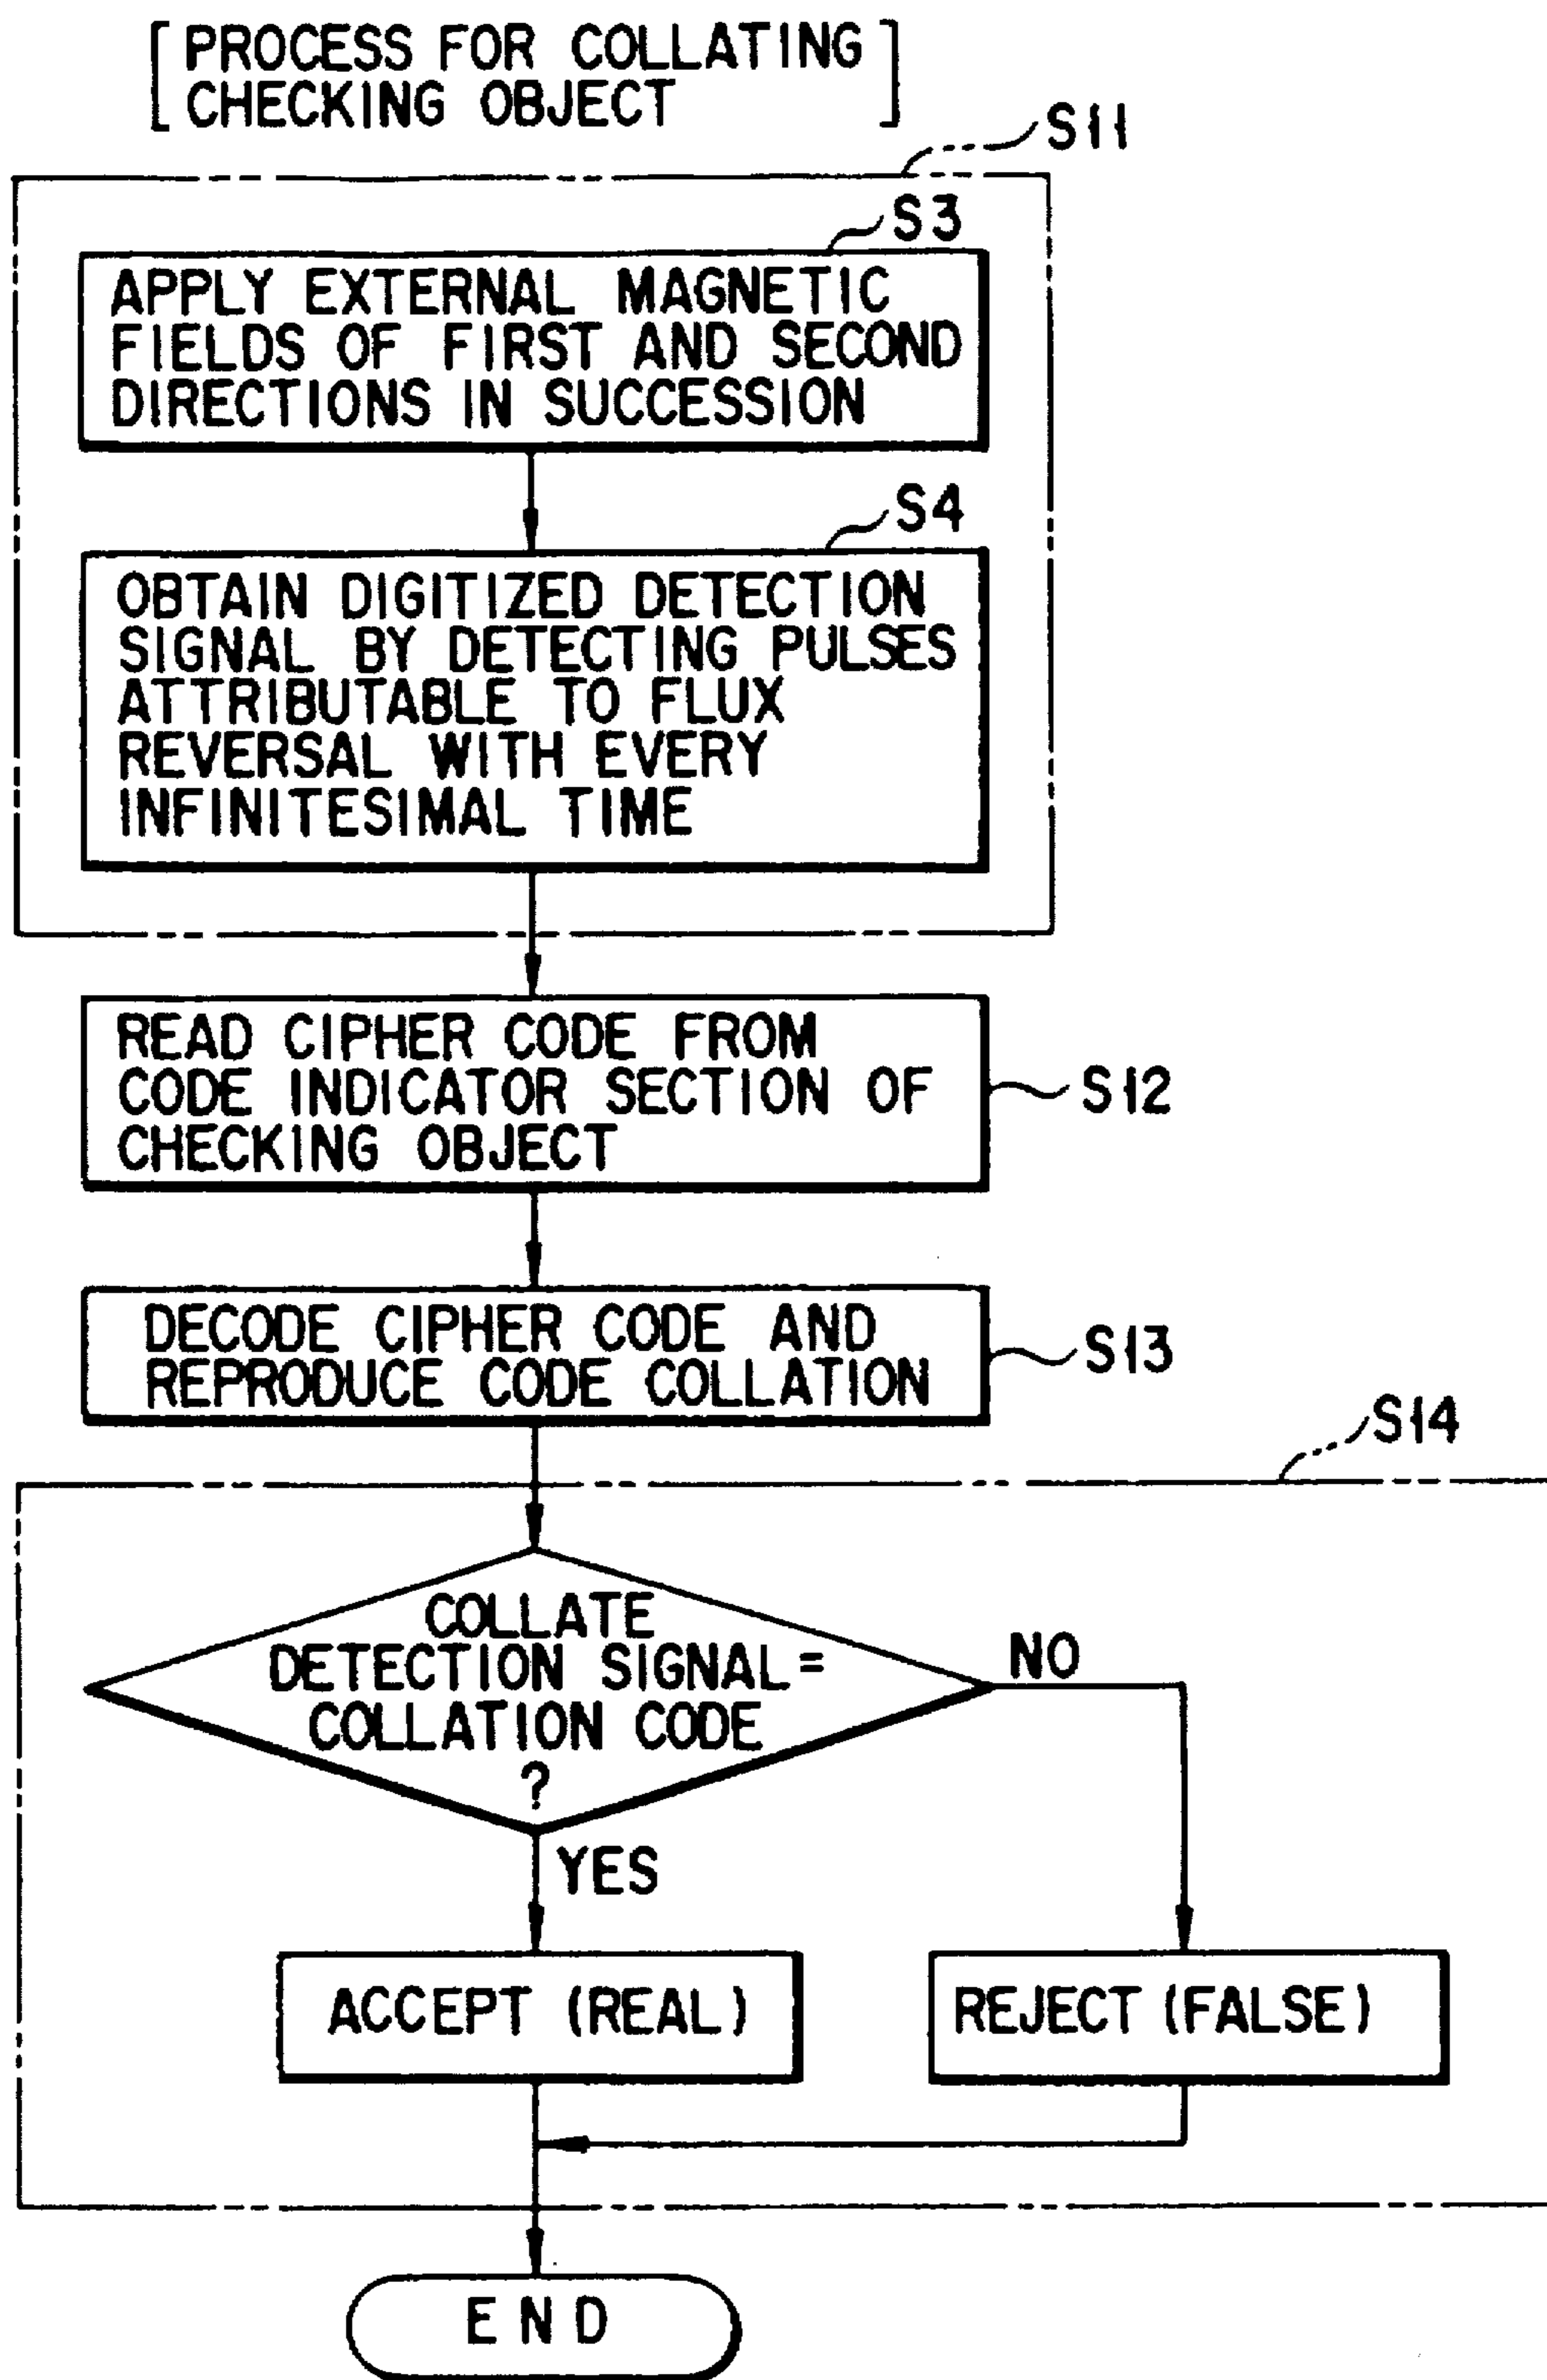 [PROCESS FOR COLLATING
CHECKING OBJECT]
S11
S3
APPLY EXTERNAL MAGNETIC
FIELDS OF FIRST AND SECOND
DIRECTIONS IN SUCCESSION
S4
OBTAIN DIGITIZED DETECTION
SIGNAL BY DETECTING PULSES
ATTRIBUTABLE TO FLUX
REVERSAL WITH EVERY
INFINITESIMAL TIME
READ CIPHER CODE FROM
CODE INDICATOR SECTION OF
CHECKING OBJECT
S12
DECODE CIPHER CODE AND
REPRODUCE CODE COLLATION
S13
S14
COLLATE
DETECTION SIGNAL=
COLLATION CODE
?
NO
YES
ACCEPT (REAL)
REJECT (FALSE)
END